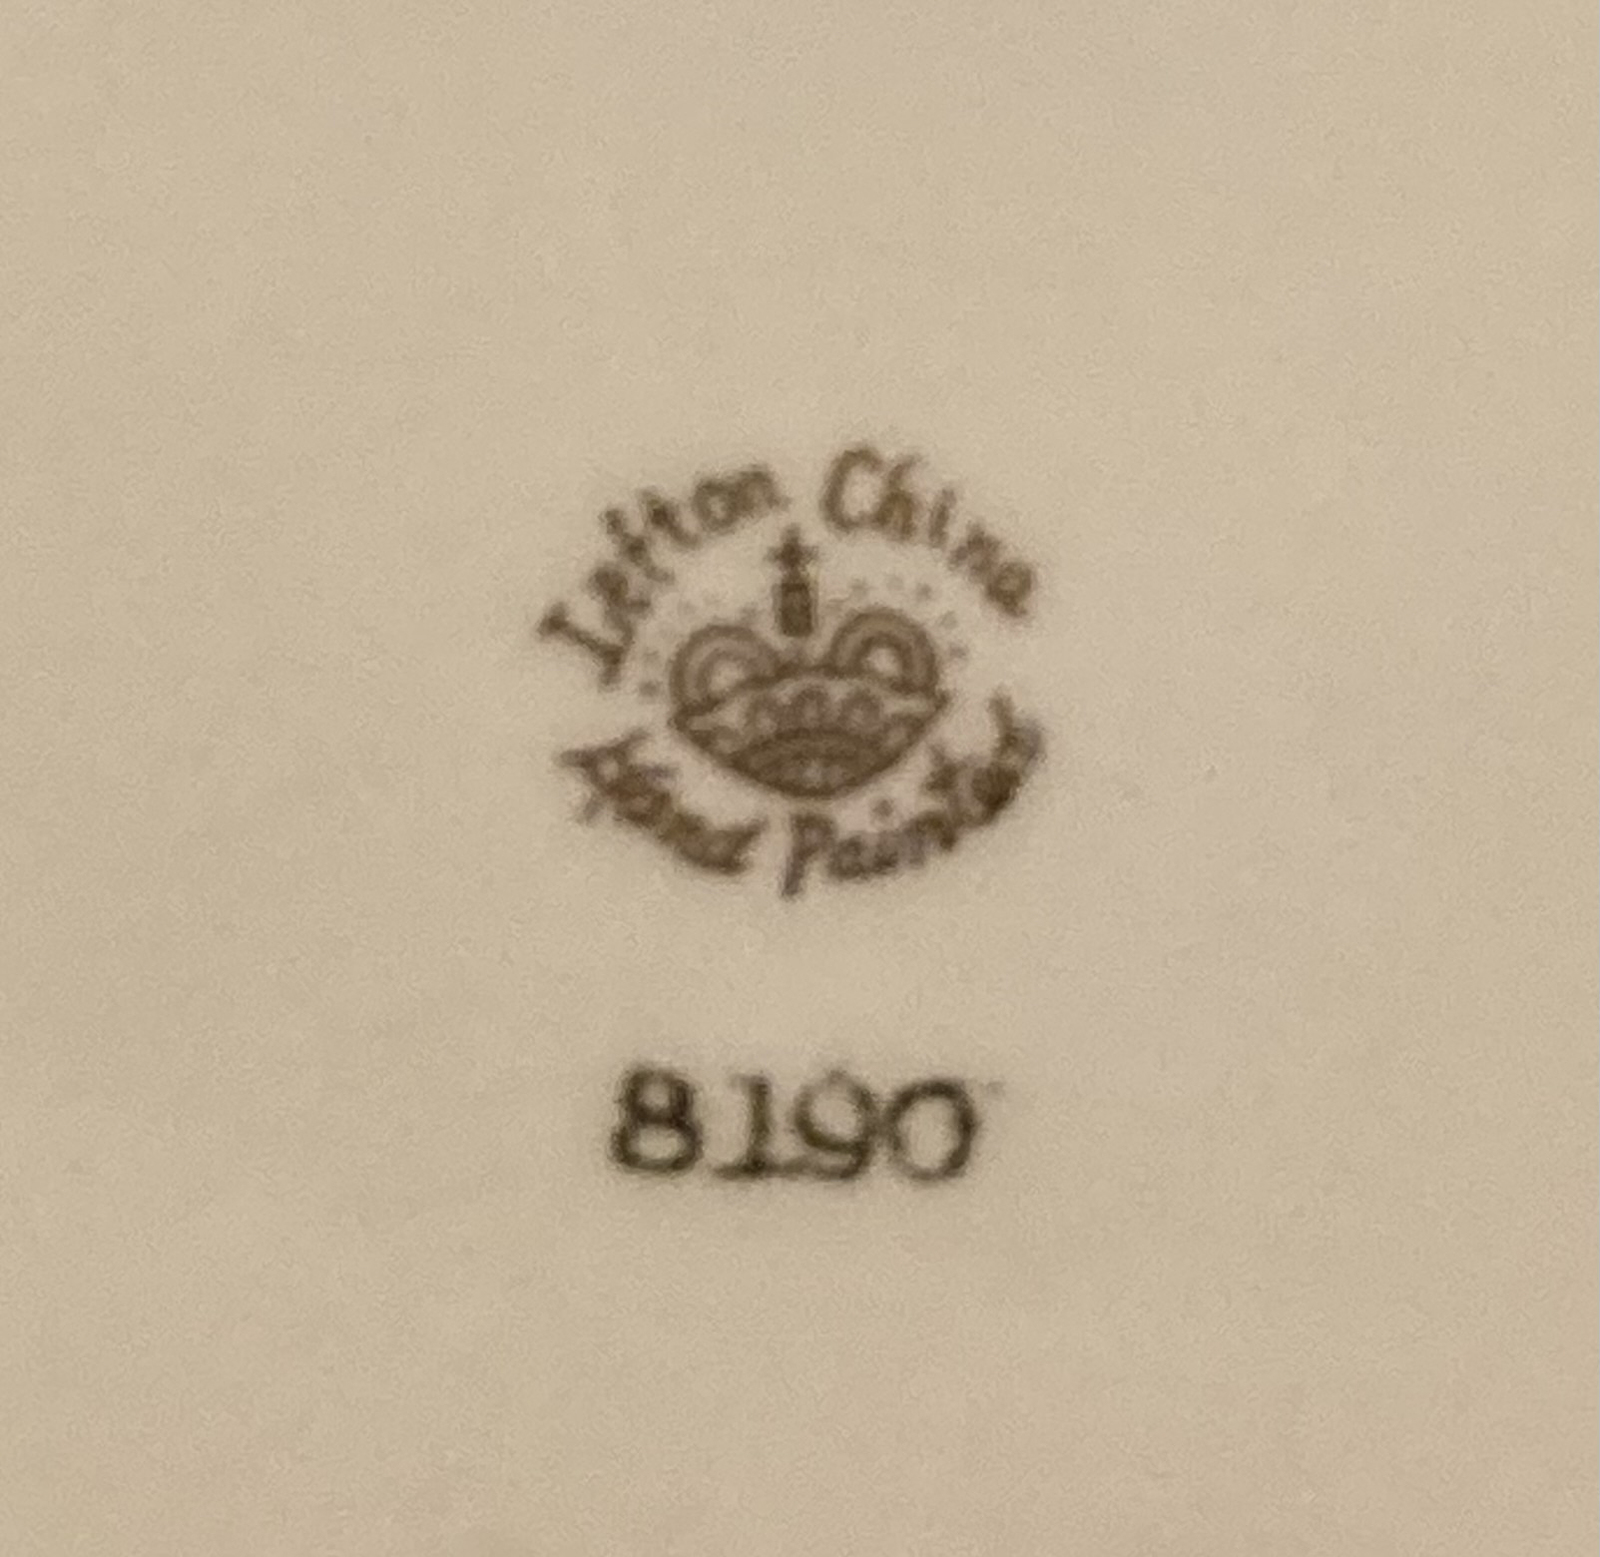 Lefton China
Hand Painted
8190